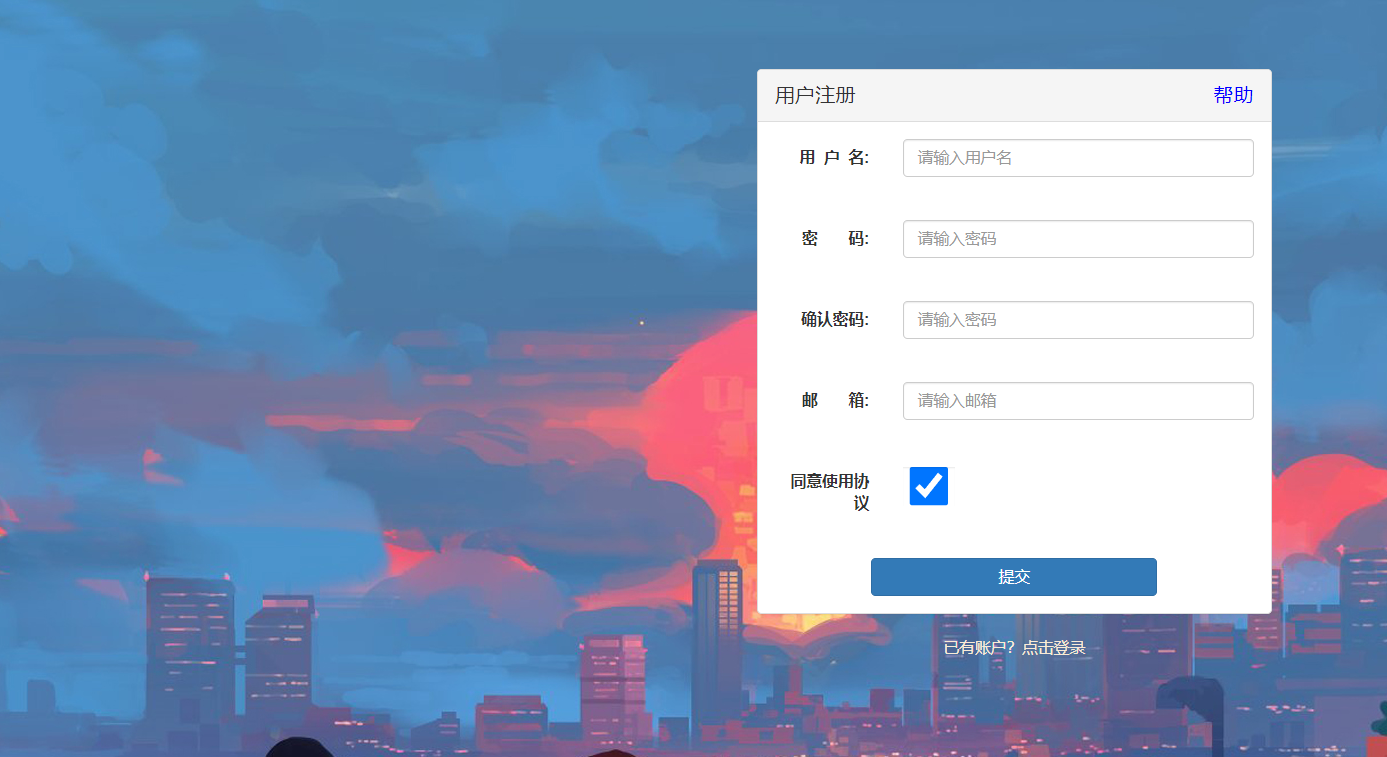 用户注册 帮助
用 户 名: 请输入用户名
密 码: 请输入密码
确认密码: 请输入密码
邮 箱: 请输入邮箱
同意使用协
议
提交
已有账户？点击登录